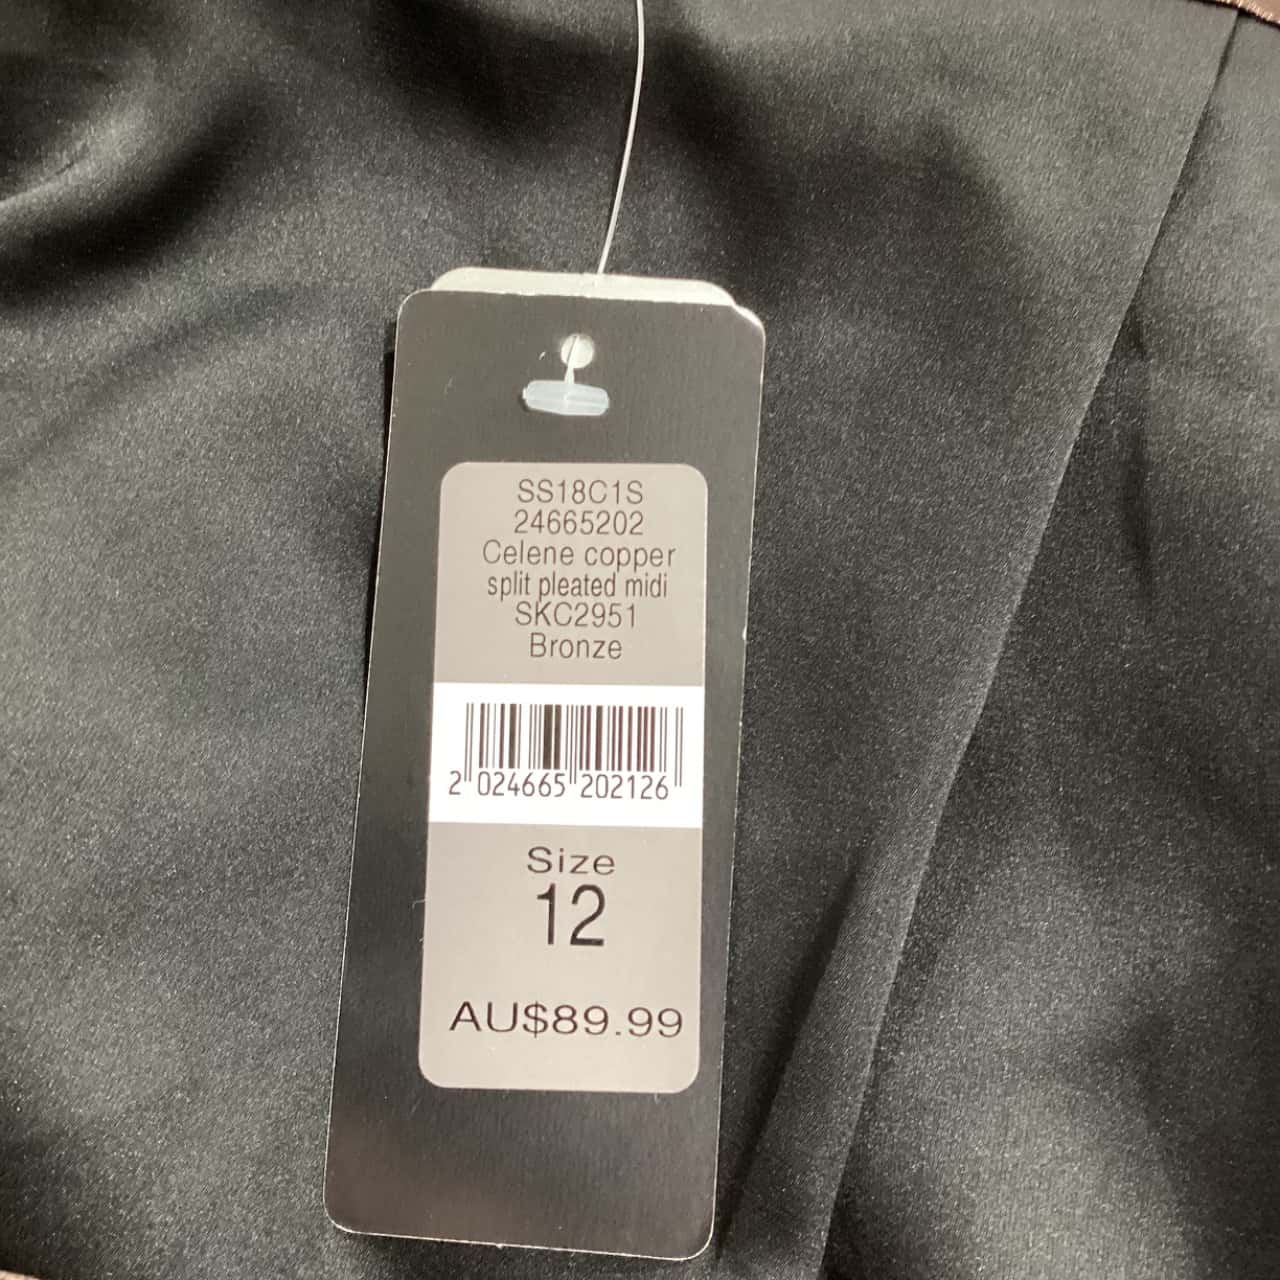 SS18C1S
24665202
Celene copper
split pleated midi
SKC2951
Bronze
2 024665 202126
Size
12
AU$89.99